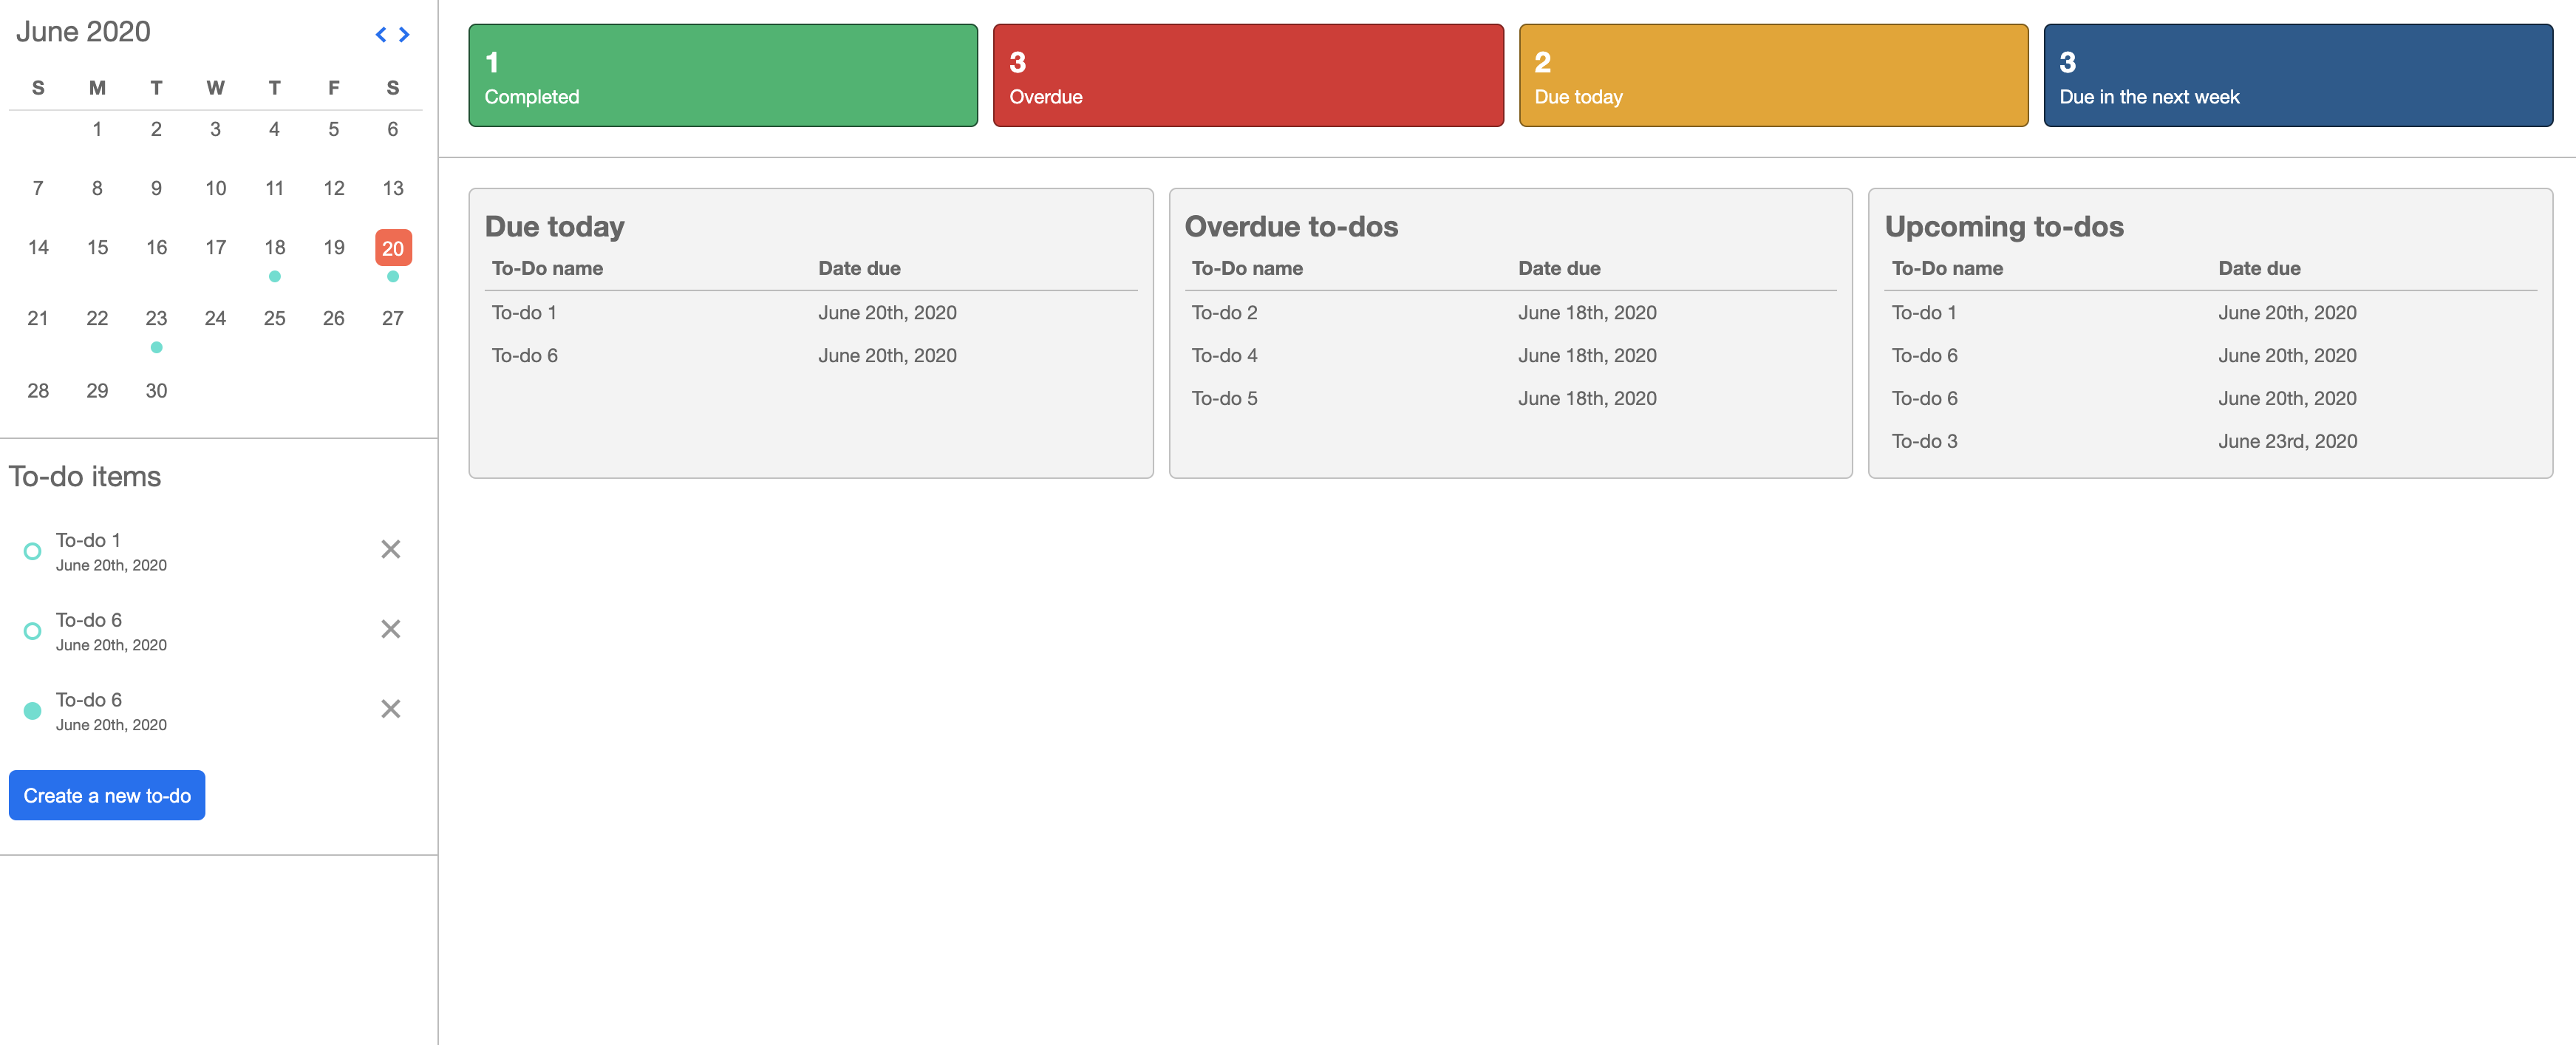 June 2020
S M T W T F S
1 2 3 4 5 6
7 8 9 10 11 12 13
14 15 16 17 18 19 20
21 22 23 24 25 26 27
28 29 30
To-do items
To-do 1
June 20th, 2020
To-do 6
June 20th, 2020
To-do 6
June 20th, 2020
Create a new to-do
1
Completed
3
Overdue
2
Due today
3
Due in the next week
Due today
To-Do name Date due
To-do 1 June 20th, 2020
To-do 6 June 20th, 2020
Overdue to-dos
To-Do name Date due
To-do 2 June 18th, 2020
To-do 4 June 18th, 2020
To-do 5 June 18th, 2020
Upcoming to-dos
To-Do name Date due
To-do 1 June 20th, 2020
To-do 6 June 20th, 2020
To-do 6 June 20th, 2020
To-do 3 June 23rd, 2020